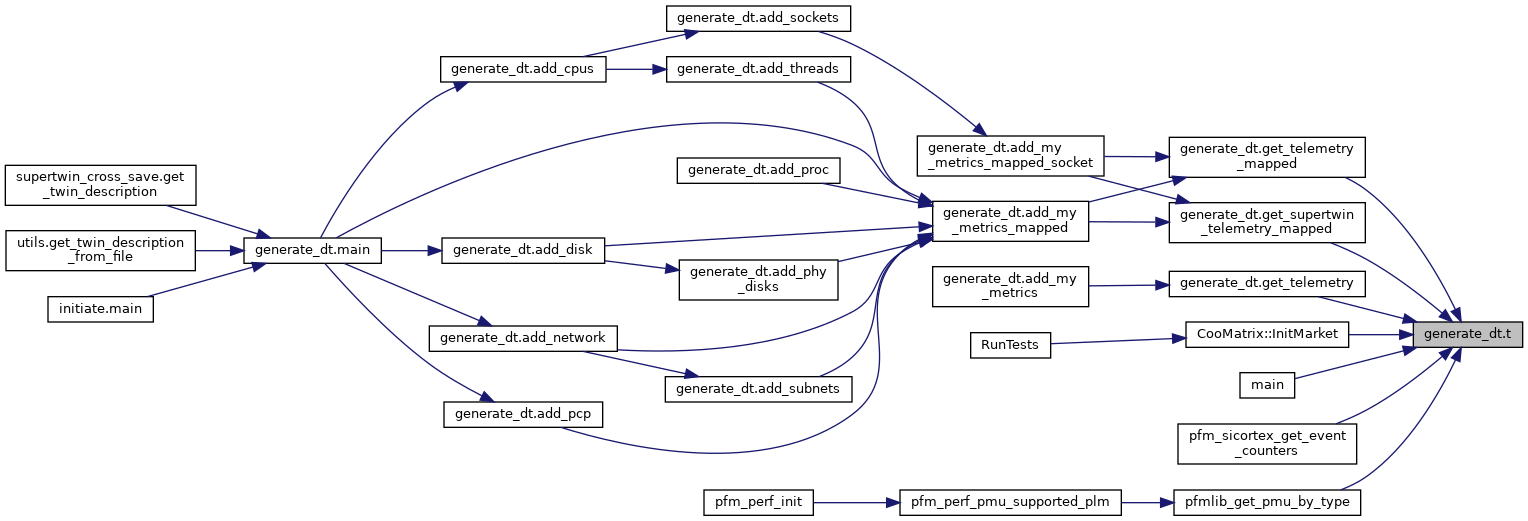 generate_dt.add_sockets
generate_dt.add_cpus
generate_dt.add_threads
generate_dt.add_my
_metrics_mapped_socket
generate_dt.get_telemetry
_mapped
generate_dt.add_proc
supertwin_cross_save.get
_twin_description
generate_dt.add_my
_metrics_mapped
generate_dt.get_supertwin
_telemetry_mapped
utils.get_twin_description
_from_file
generate_dt.main
generate_dt.add_disk
generate_dt.add_phy
_disks
generate_dt.add_my
_metrics
generate_dt.get_telemetry
initiate.main
generate_dt.add_network
RunTests
CooMatrix::InitMarket
generate_dt.t
generate_dt.add_subnets
main
generate_dt.add_pcp
pfm_sicortex_get_event
_counters
pfm_perf_init
pfm_perf_pmu_supported_plm
pfmlib_get_pmu_by_type